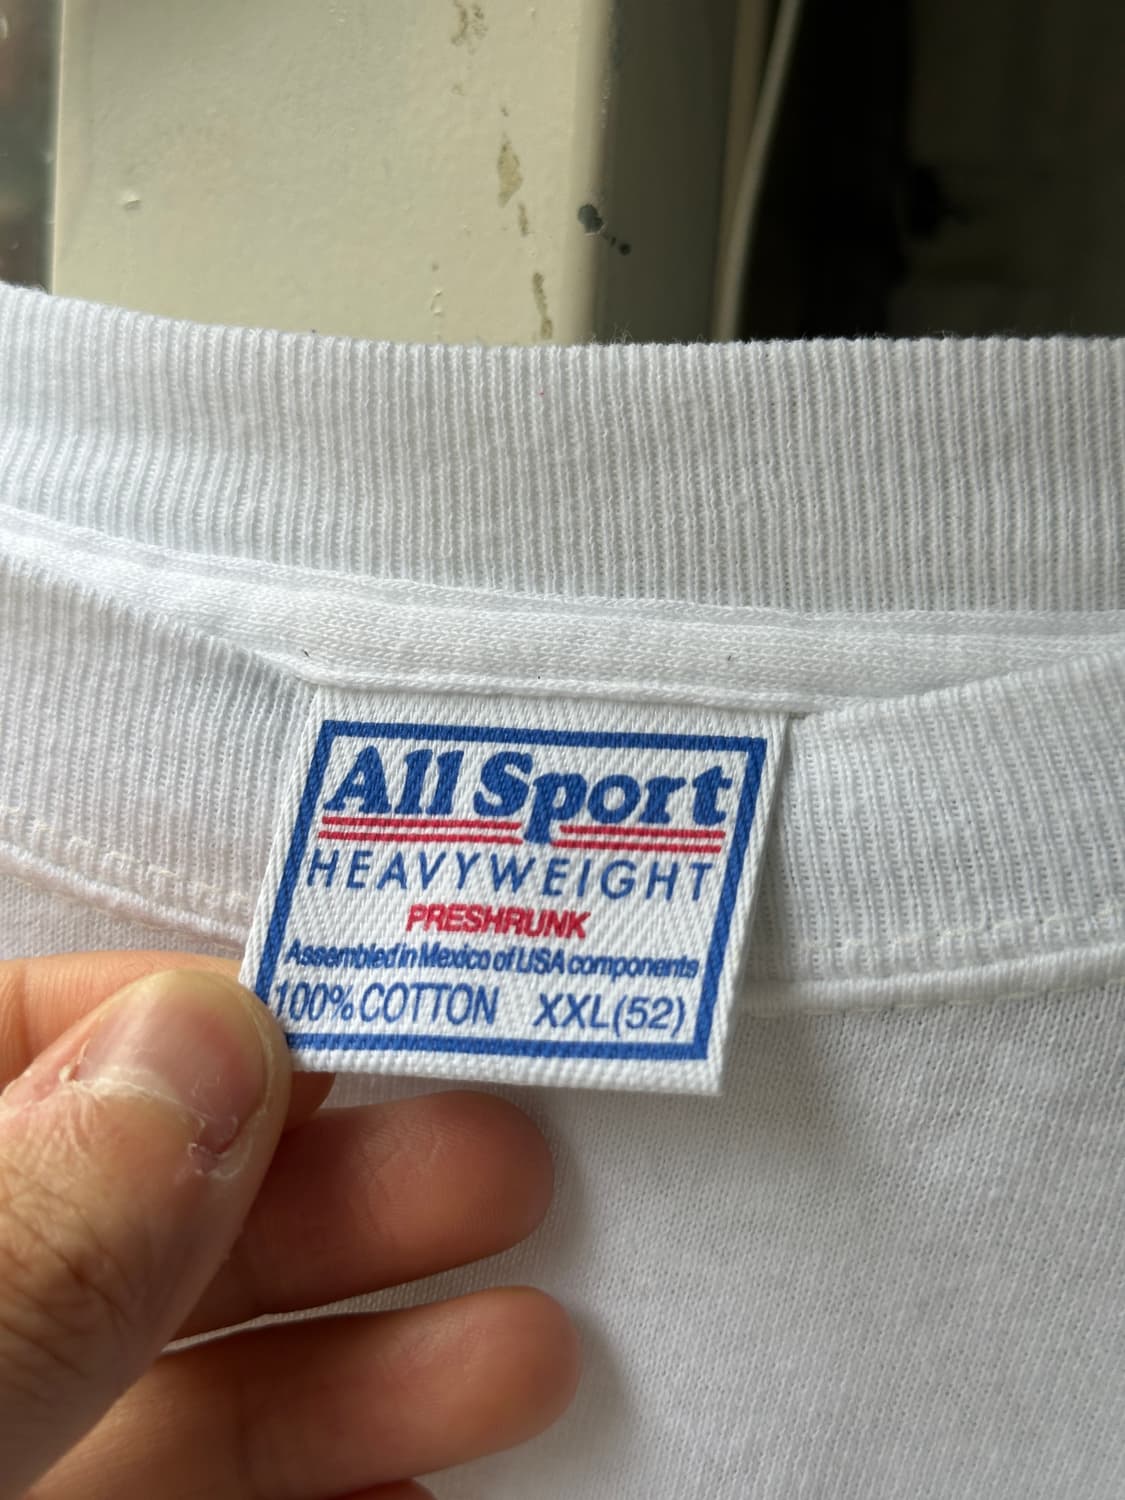 All Sport
HEAVYWEIGHT
PRESHRUNK
Assembled in Mexico of USA components
100% COTTON XXL(52)